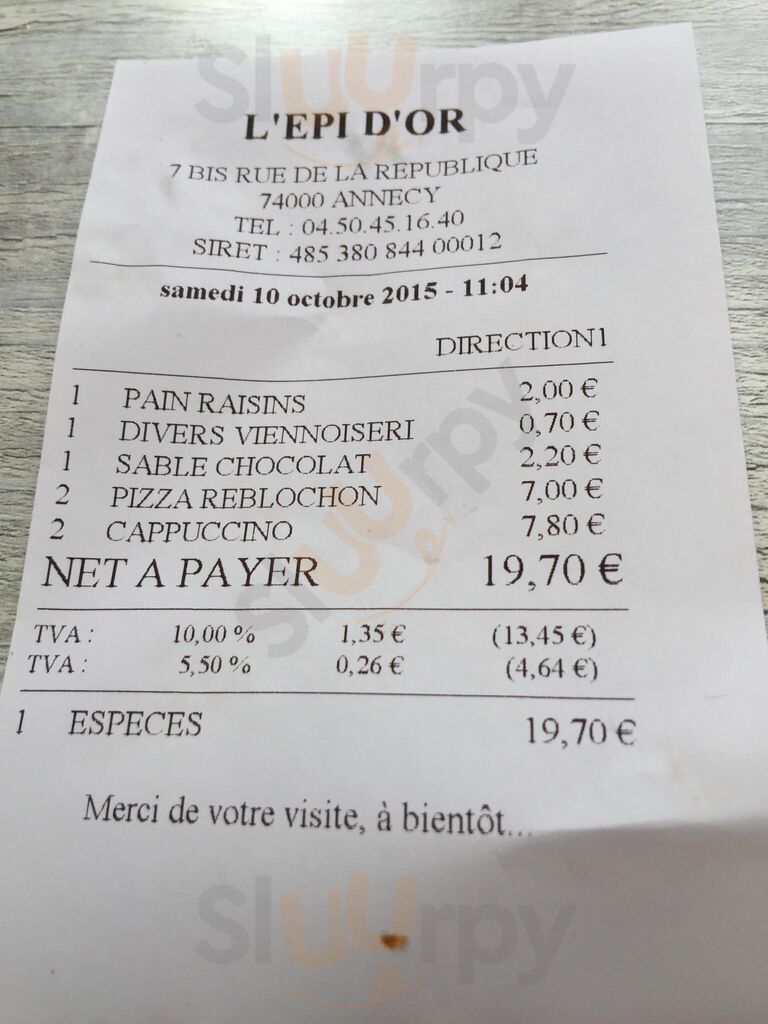 L'EPI D'OR
7 BIS RUE DE LA REPUBLIQUE
74000 ANNECY
TEL : 04.50.45.16.40
SIRET : 485 380 844 00012
samedi 10 octobre 2015 - 11:04
DIRECTION1
1 PAIN RAISINS 2,00 €
1 DIVERS VIENNOISERI 0,70 €
1 SABLE CHOCOLAT 2,20 €
2 PIZZA REBLOCHON 7,00 €
2 CAPPUCCINO 7,80 €
NET A PAYER 19,70 €
TVA : 10,00 % 1,35 € (13,45 €)
TVA : 5,50 % 0,26 € (4,64 €)
1 ESPECES 19,70 €
Merci de votre visite, à bientôt...
Sluurpy
Sluurpy
Sluurpy